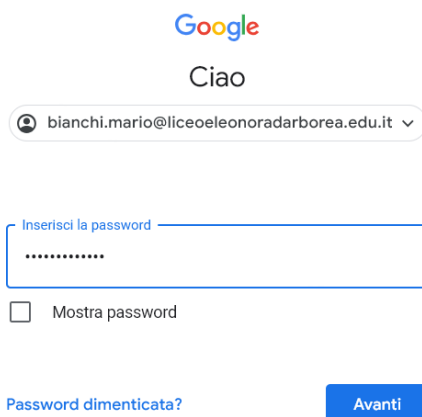 Google
Ciao
bianchi.mario@liceoeleonoradarborea.edu.it
Inserisci la password
•••••••••••••
Mostra password
Password dimenticata?
Avanti